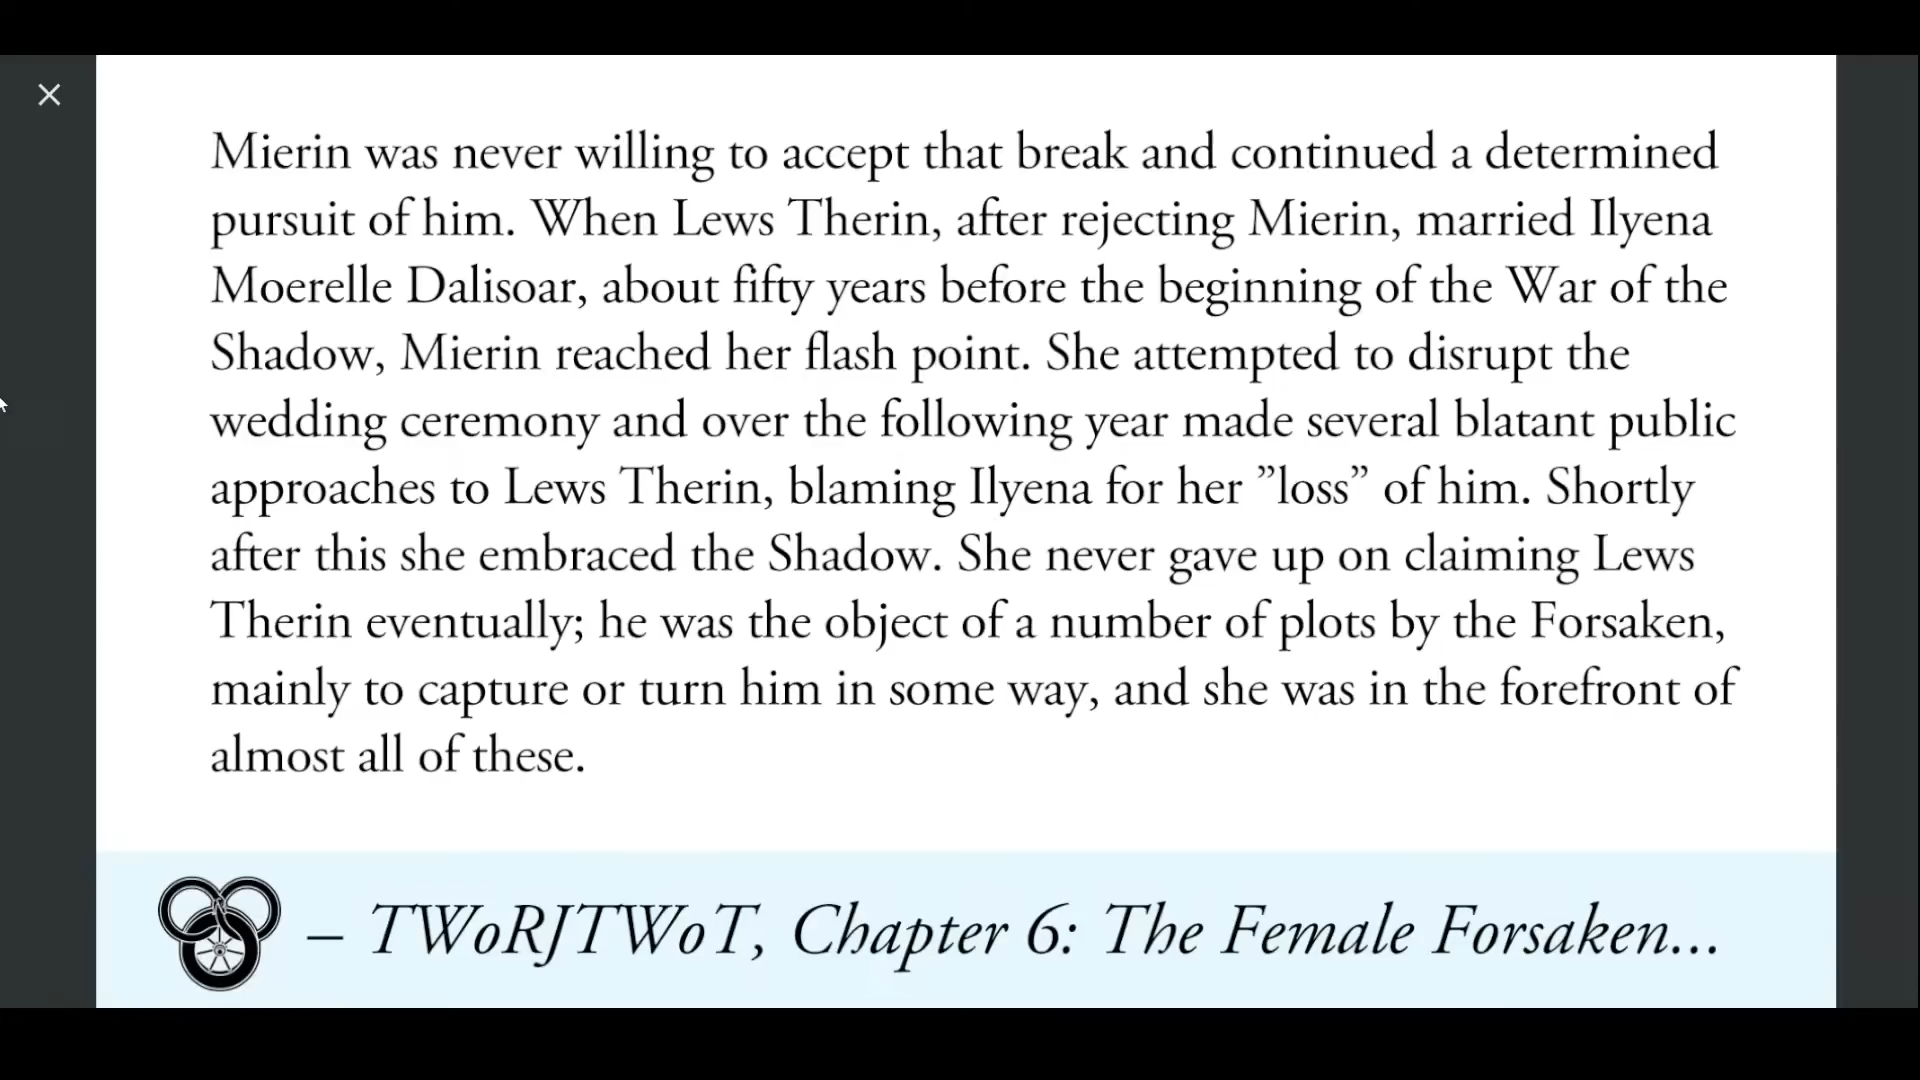 Mierin was never willing to accept that break and continued a determined
pursuit of him. When Lews Therin, after rejecting Mierin, married Ilyena
Moerelle Dalisoar, about fifty years before the beginning of the War of the
Shadow, Mierin reached her flash point. She attempted to disrupt the
wedding ceremony and over the following year made several blatant public
approaches to Lews Therin, blaming Ilyena for her ”loss” of him. Shortly
after this she embraced the Shadow. She never gave up on claiming Lews
Therin eventually; he was the object of a number of plots by the Forsaken,
mainly to capture or turn him in some way, and she was in the forefront of
almost all of these.
– TWoRJTWoT, Chapter 6: The Female Forsaken...